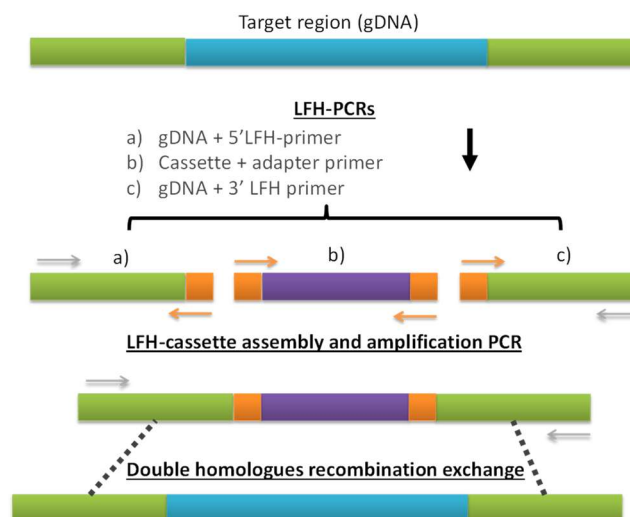 Target region (gDNA)
LFH-PCRs
a) gDNA + 5'LFH-primer
b) Cassette + adapter primer
c) gDNA + 3' LFH primer
a)
b)
c)
LFH-cassette assembly and amplification PCR
Double homologues recombination exchange